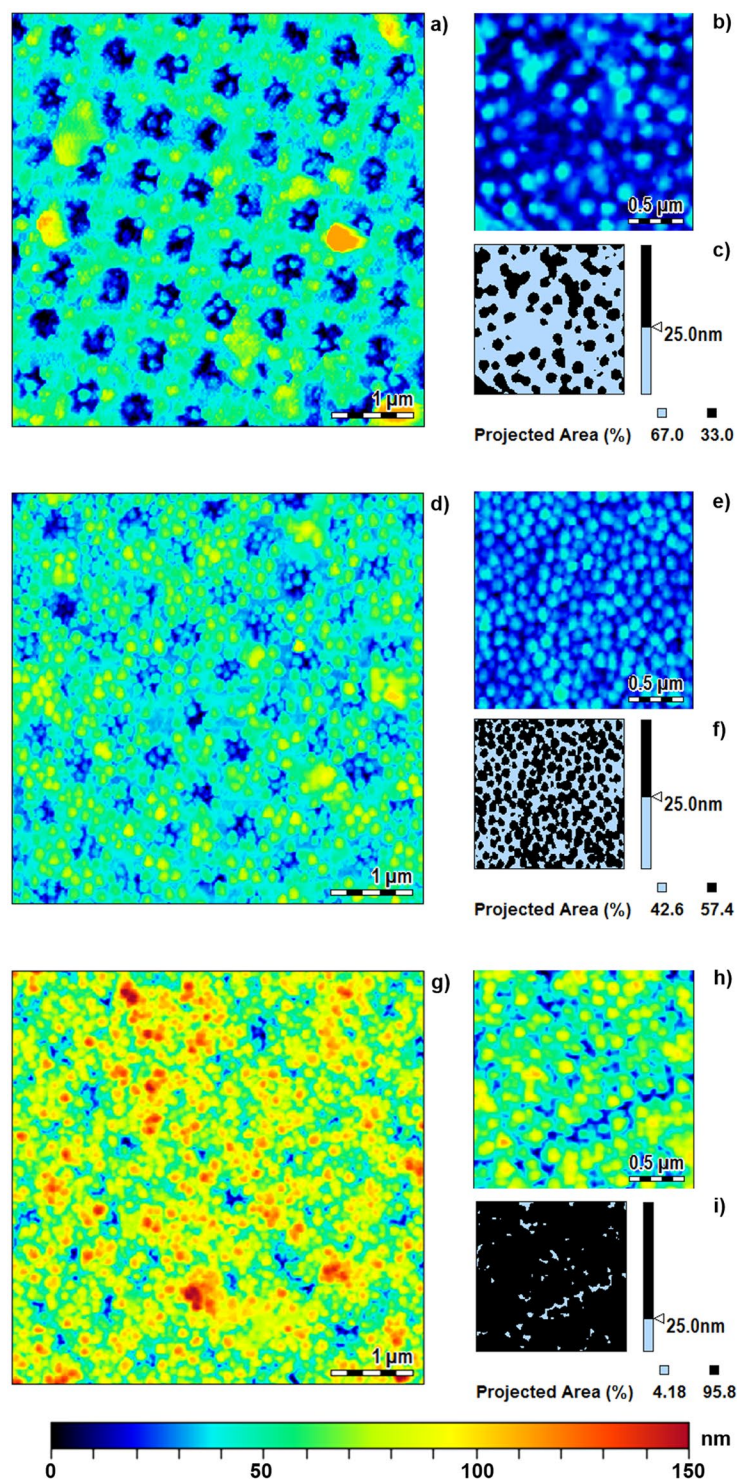 a)
1 µm
b)
0.5 µm
c)
25.0nm
Projected Area (%) 67.0 33.0
d)
1 µm
e)
0.5 µm
f)
25.0nm
Projected Area (%) 42.6 57.4
g)
1 µm
h)
0.5 µm
i)
25.0nm
Projected Area (%) 4.18 95.8
nm
0 50 100 150